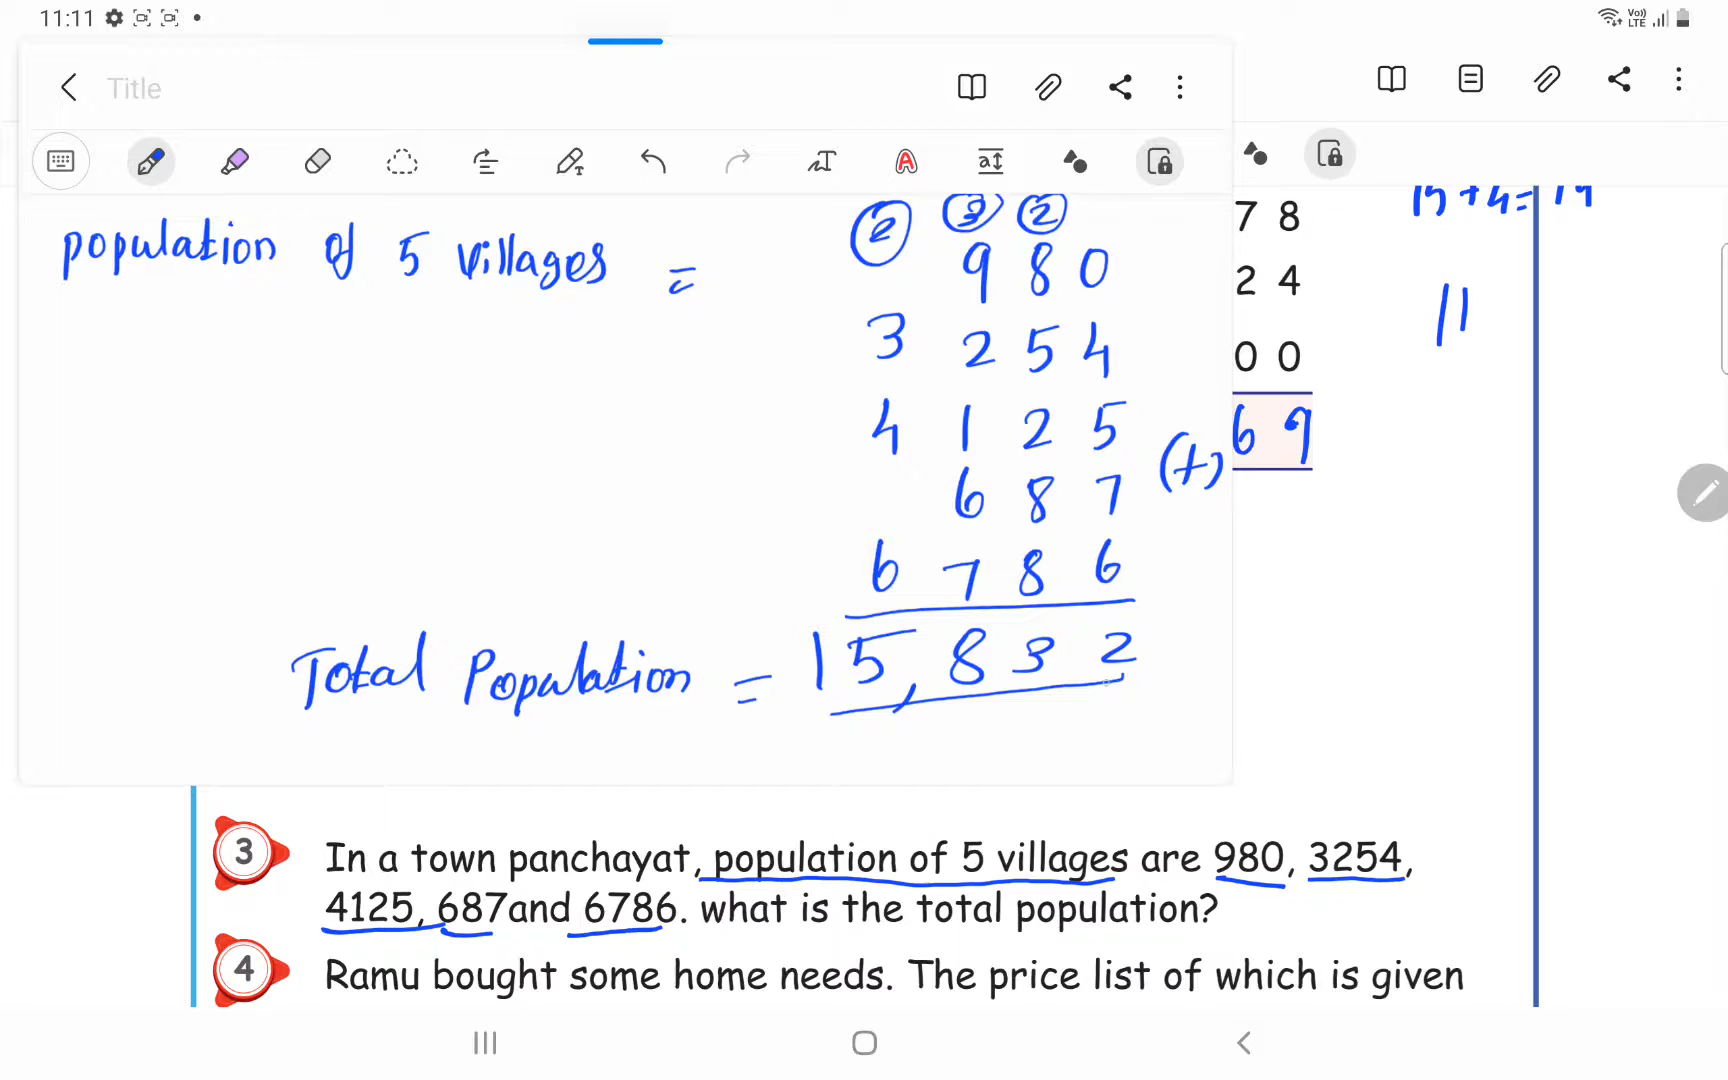 11:11
Vo)) LTE
Title
population of 5 villages =
2 3 2
9 8 0
3 2 5 4
4 1 2 5 (+)
6 8 7
6 7 8 6
Total Population = 15,832
7 8
2 4
0 0
6 9
11
3 In a town panchayat, population of 5 villages are 980, 3254,
4125, 687and 6786. what is the total population?
4 Ramu bought some home needs. The price list of which is given